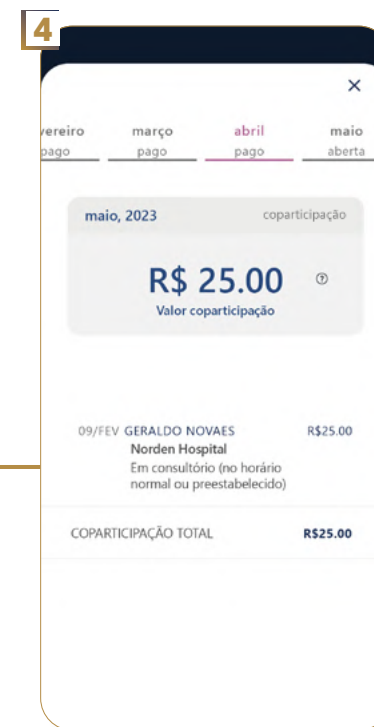 4
×
vereiro março abril maio
pago pago pago aberta
maio, 2023 coparticipação
R$ 25.00 ?
Valor coparticipação
09/FEV GERALDO NOVAES R$25.00
Norden Hospital
Em consultório (no horário
normal ou preestabelecido)
COPARTICIPAÇÃO TOTAL R$25.00